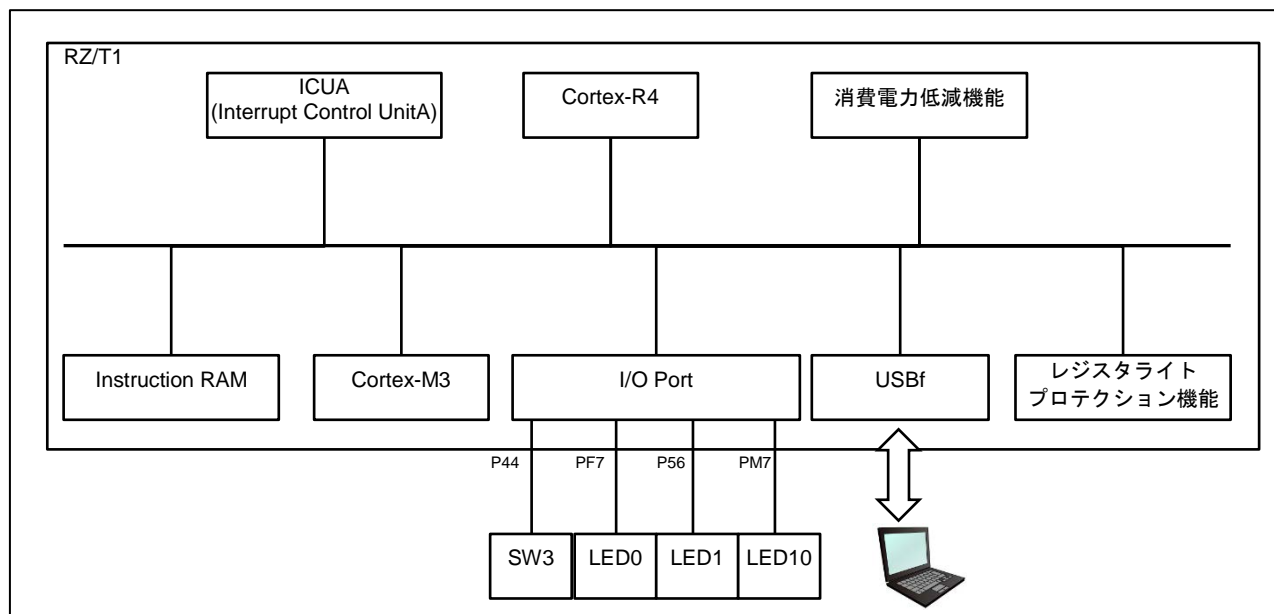 RZ/T1
ICUA
(Interrupt Control UnitA)
Cortex-R4
消費電力低減機能
Instruction RAM
Cortex-M3
I/O Port
USBf
レジスタライト
プロテクション機能
P44
PF7
P56
PM7
SW3
LED0
LED1
LED10